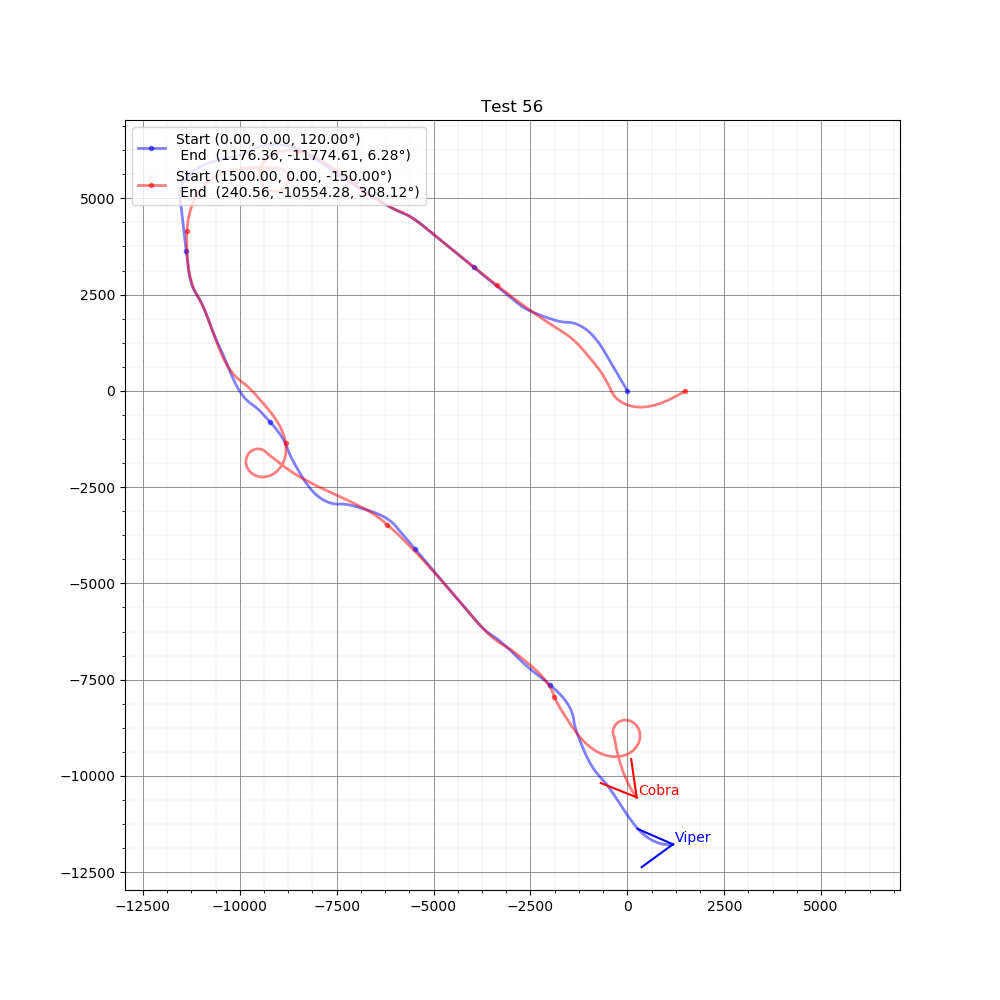 Test 56
Start (0.00, 0.00, 120.00°)
End (1176.36, -11774.61, 6.28°)
Start (1500.00, 0.00, -150.00°)
End (240.56, -10554.28, 308.12°)
5000
2500
0
−2500
−5000
−7500
−10000
−12500
Cobra
Viper
−12500 −10000 −7500 −5000 −2500 0 2500 5000